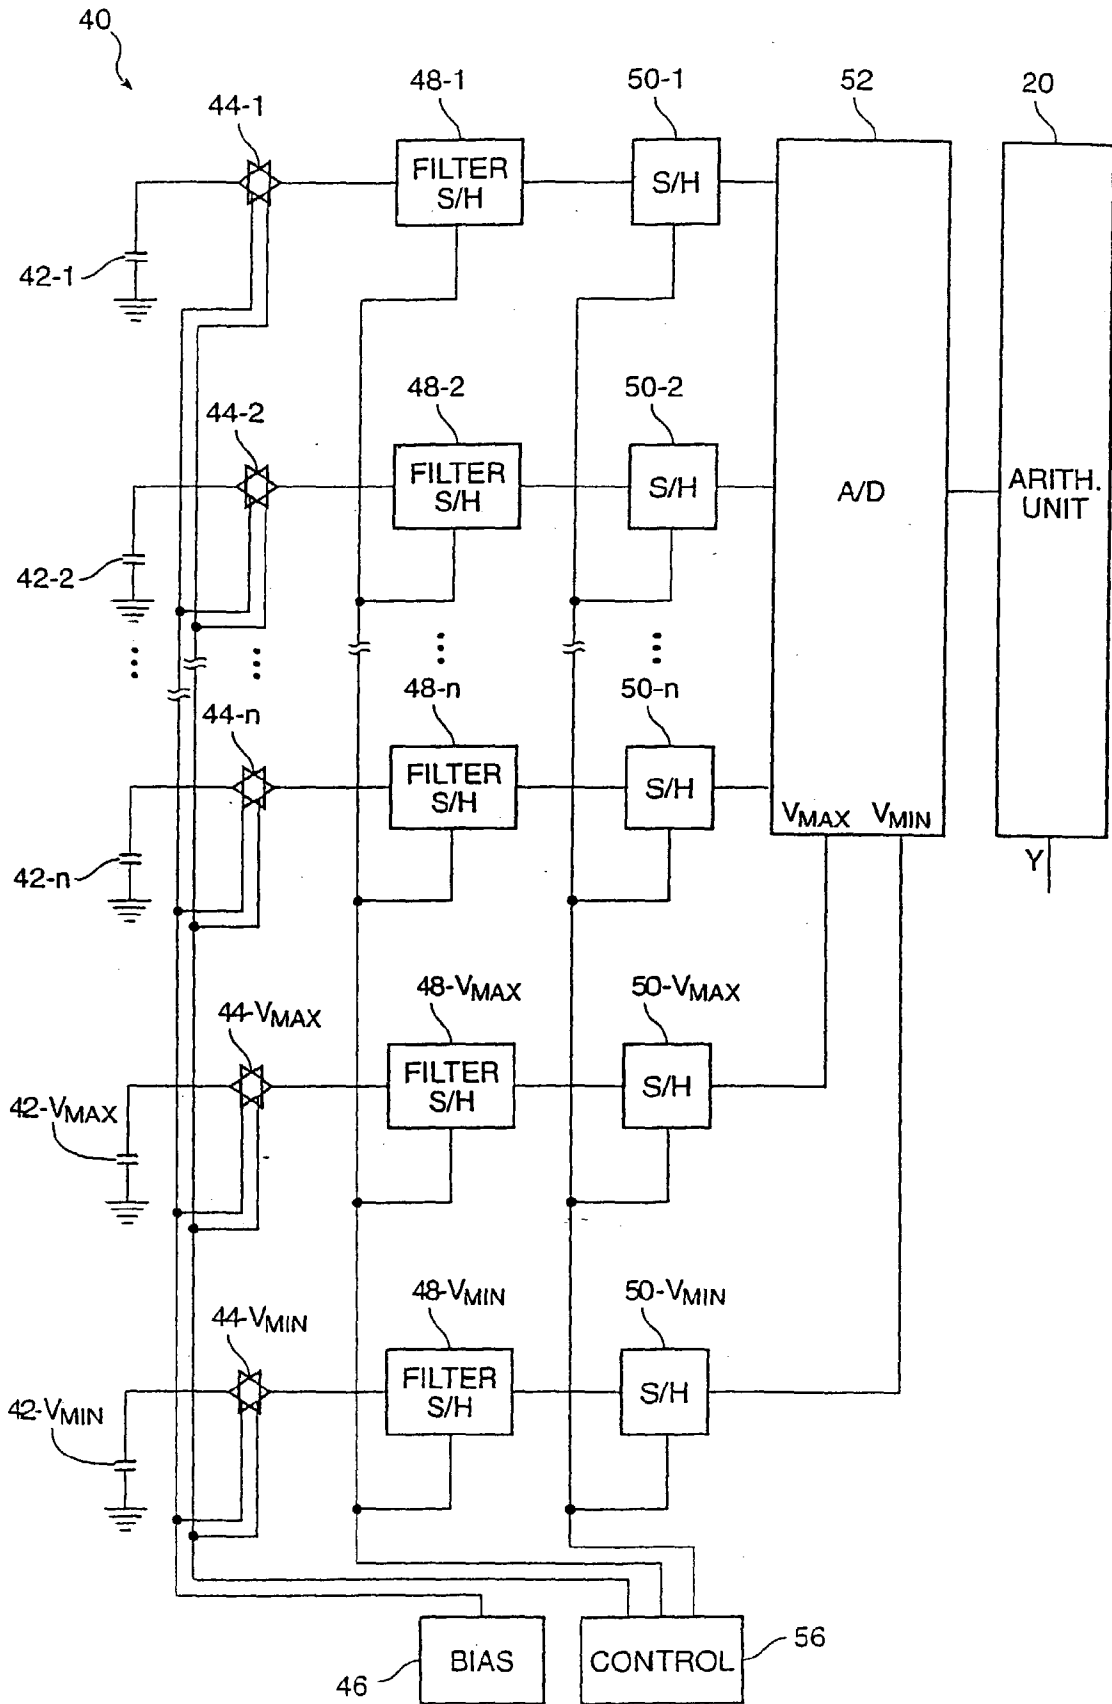 40
44-1
48-1
50-1
52
20
FILTER
S/H
S/H
42-1
44-2
48-2
50-2
FILTER
S/H
S/H
A/D
ARITH.
UNIT
42-2
44-n
48-n
50-n
FILTER
S/H
S/H
VMAX VMIN
42-n
Y
44-VMAX
48-VMAX
50-VMAX
FILTER
S/H
S/H
42-VMAX
44-VMIN
48-VMIN
50-VMIN
FILTER
S/H
S/H
42-VMIN
46
BIAS
CONTROL
56